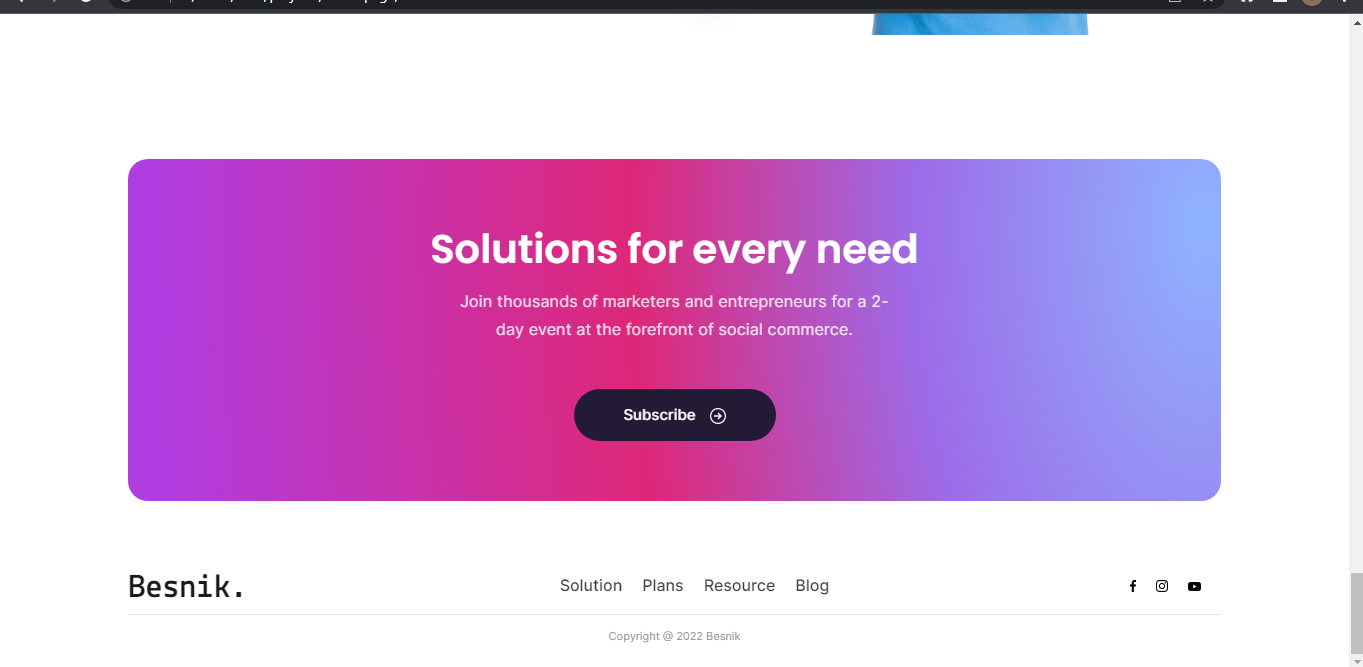 Solutions for every need
Join thousands of marketers and entrepreneurs for a 2-
day event at the forefront of social commerce.
Subscribe
Besnik.
Solution Plans Resource Blog
Copyright @ 2022 Besnik